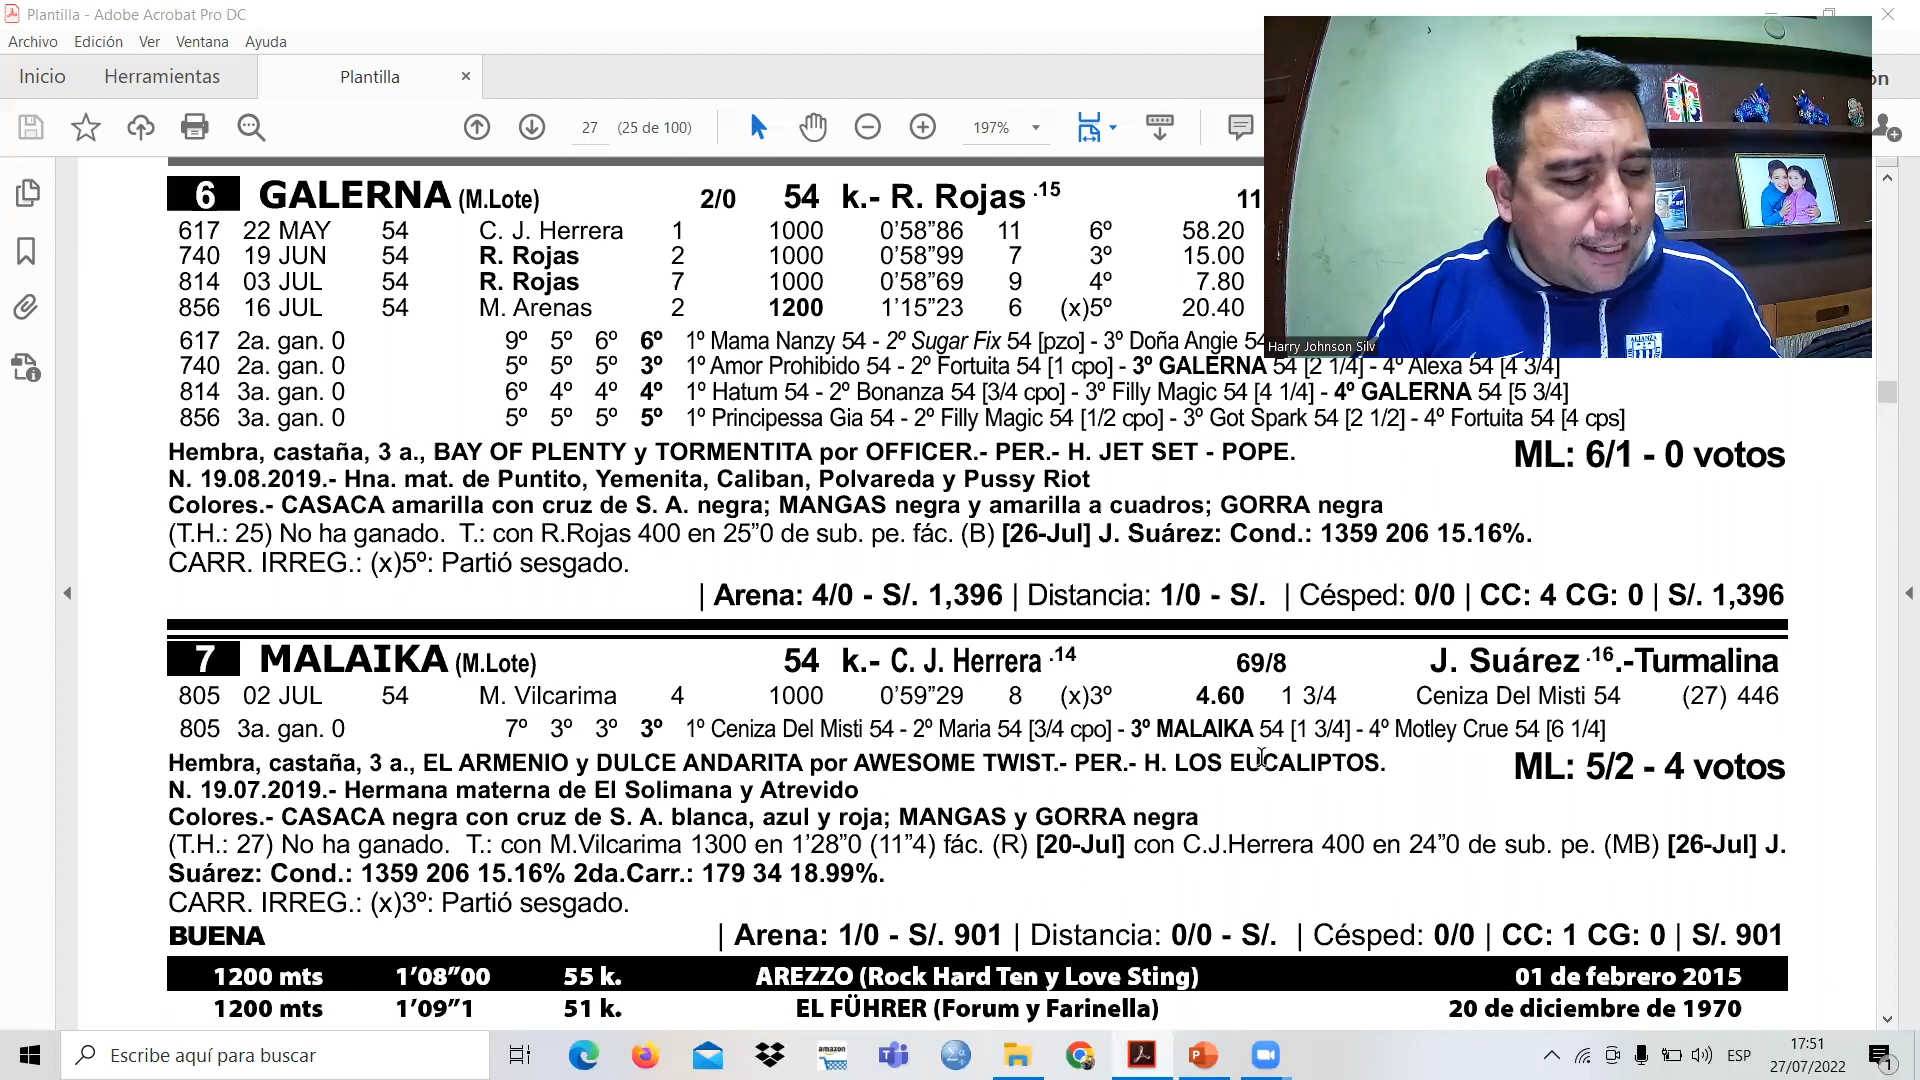 Plantilla - Adobe Acrobat Pro DC
Archivo Edición Ver Ventana Ayuda
Inicio Herramientas Plantilla ×
27 (25 de 100) 197%
6 GALERNA (M.Lote) 2/0 54 k.- R. Rojas .15 11
617 22 MAY 54 C. J. Herrera 1 1000 0'58"86 11 6º 58.20
740 19 JUN 54 R. Rojas 2 1000 0'58"99 7 3º 15.00
814 03 JUL 54 R. Rojas 7 1000 0'58"69 9 4º 7.80
856 16 JUL 54 M. Arenas 2 1200 1'15"23 6 (x)5º 20.40
617 2a. gan. 0 9º 5º 6º 6º 1º Mama Nanzy 54 - 2º Sugar Fix 54 [pzo] - 3º Doña Angie 54
740 2a. gan. 0 5º 5º 5º 3º 1º Amor Prohibido 54 - 2º Fortuita 54 [1 cpo] - 3º GALERNA 54 [2 1/4] - 4º Alexa 54 [4 3/4]
814 3a. gan. 0 6º 4º 4º 4º 1º Hatum 54 - 2º Bonanza 54 [3/4 cpo] - 3º Filly Magic 54 [4 1/4] - 4º GALERNA 54 [5 3/4]
856 3a. gan. 0 5º 5º 5º 5º 1º Principessa Gia 54 - 2º Filly Magic 54 [1/2 cpo] - 3º Got Spark 54 [2 1/2] - 4º Fortuita 54 [4 cps]
Hembra, castaña, 3 a., BAY OF PLENTY y TORMENTITA por OFFICER.- PER.- H. JET SET - POPE. ML: 6/1 - 0 votos
N. 19.08.2019.- Hna. mat. de Puntito, Yemenita, Caliban, Polvareda y Pussy Riot
Colores.- CASACA amarilla con cruz de S. A. negra; MANGAS negra y amarilla a cuadros; GORRA negra
(T.H.: 25) No ha ganado. T.: con R.Rojas 400 en 25"0 de sub. pe. fác. (B) [26-Jul] J. Suárez: Cond.: 1359 206 15.16%.
CARR. IRREG.: (x)5º: Partió sesgado.
| Arena: 4/0 - S/. 1,396 | Distancia: 1/0 - S/. | Césped: 0/0 | CC: 4 CG: 0 | S/. 1,396
7 MALAIKA (M.Lote) 54 k.- C. J. Herrera .14 69/8 J. Suárez .16.-Turmalina
805 02 JUL 54 M. Vilcarima 4 1000 0'59"29 8 (x)3º 4.60 1 3/4 Ceniza Del Misti 54 (27) 446
805 3a. gan. 0 7º 3º 3º 3º 1º Ceniza Del Misti 54 - 2º Maria 54 [3/4 cpo] - 3º MALAIKA 54 [1 3/4] - 4º Motley Crue 54 [6 1/4]
Hembra, castaña, 3 a., EL ARMENIO y DULCE ANDARITA por AWESOME TWIST.- PER.- H. LOS EUCALIPTOS. ML: 5/2 - 4 votos
N. 19.07.2019.- Hermana materna de El Solimana y Atrevido
Colores.- CASACA negra con cruz de S. A. blanca, azul y roja; MANGAS y GORRA negra
(T.H.: 27) No ha ganado. T.: con M.Vilcarima 1300 en 1'28"0 (11"4) fác. (R) [20-Jul] con C.J.Herrera 400 en 24"0 de sub. pe. (MB) [26-Jul] J.
Suárez: Cond.: 1359 206 15.16% 2da.Carr.: 179 34 18.99%.
CARR. IRREG.: (x)3º: Partió sesgado.
BUENA | Arena: 1/0 - S/. 901 | Distancia: 0/0 - S/. | Césped: 0/0 | CC: 1 CG: 0 | S/. 901
1200 mts 1'08"00 55 k. AREZZO (Rock Hard Ten y Love Sting) 01 de febrero 2015
1200 mts 1'09"1 51 k. EL FÜHRER (Forum y Farinella) 20 de diciembre de 1970
Harry Johnson Silv
ALIANZA
Escribe aquí para buscar
amazon
ESP
17:51
27/07/2022
1